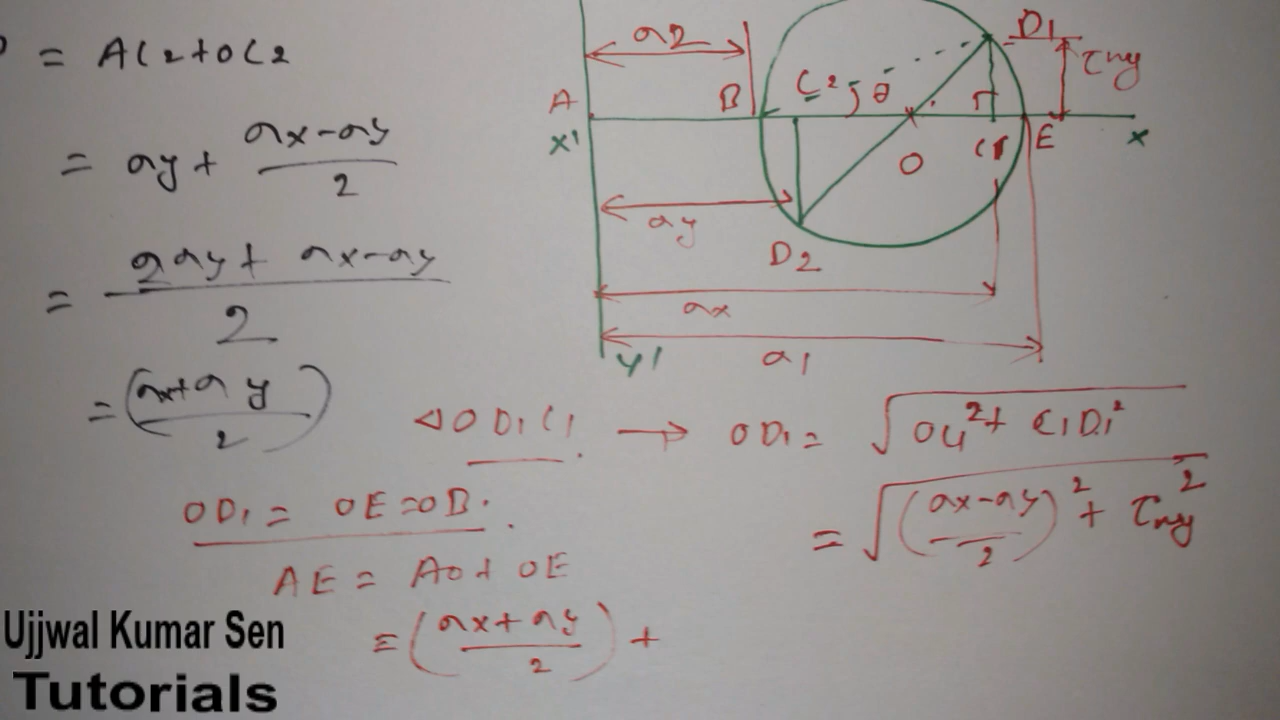 = AC2+OC2
= σy + σx-σy / 2
= 2σy + σx-σy / 2
= (σx+σy / 2)
σ2
A
B
C2
θ
D1
τxy
X'
O
C1
E
X
σy
D2
σx
σ1
y'
△OD1C1 → OD1 = √OC1²+ C1D1²
= √(σx-σy / 2)² + τxy²
OD1 = OE=OB.
AE = AO+OE
= (σx+σy / 2) +
Ujjwal Kumar Sen
Tutorials